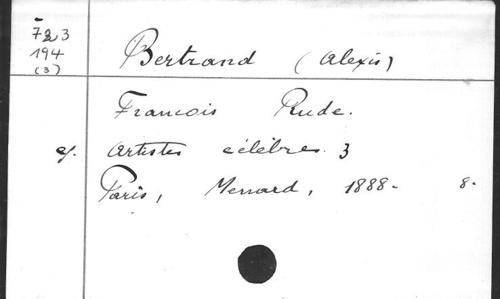 723
194
(3)
Bertrand (Alexis)
François Rude.
Artistes célèbres. 3
Paris, Menard, 1888. 8.